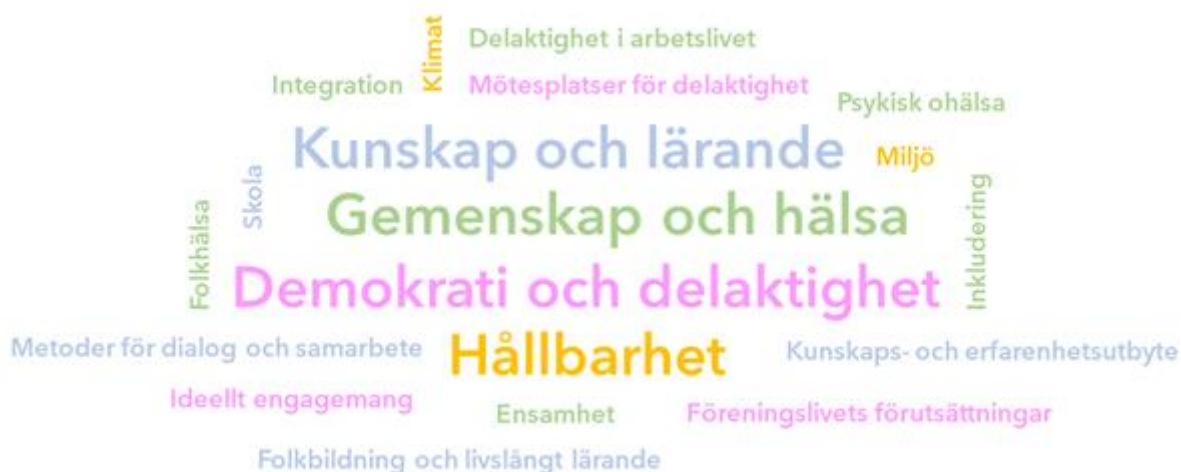 Delaktighet i arbetslivet
Klimat
Integration
Mötesplatser för delaktighet
Psykisk ohälsa
Kunskap och lärande
Miljö
Skola
Gemenskap och hälsa
Folkhälsa
Inkludering
Demokrati och delaktighet
Metoder för dialog och samarbete
Hållbarhet
Kunskaps- och erfarenhetsutbyte
Ideellt engagemang
Ensamhet
Föreningslivets förutsättningar
Folkbildning och livslångt lärande